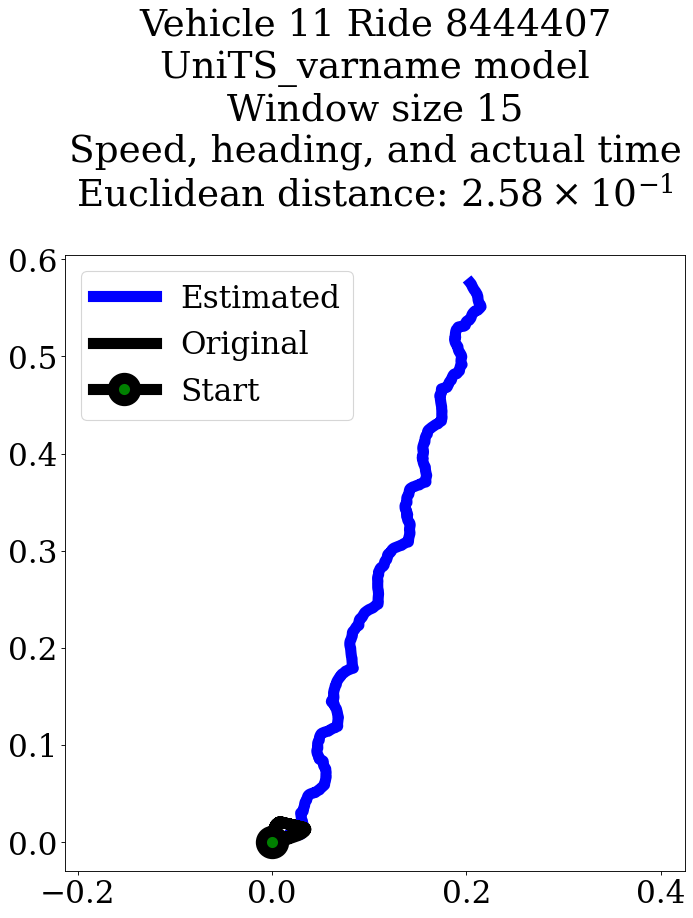 Vehicle 11 Ride 8444407
UniTS_varname model
Window size 15
Speed, heading, and actual time
Euclidean distance: 2.58 × 10⁻¹
Estimated
Original
Start
0.6
0.5
0.4
0.3
0.2
0.1
0.0
−0.2 0.0 0.2 0.4